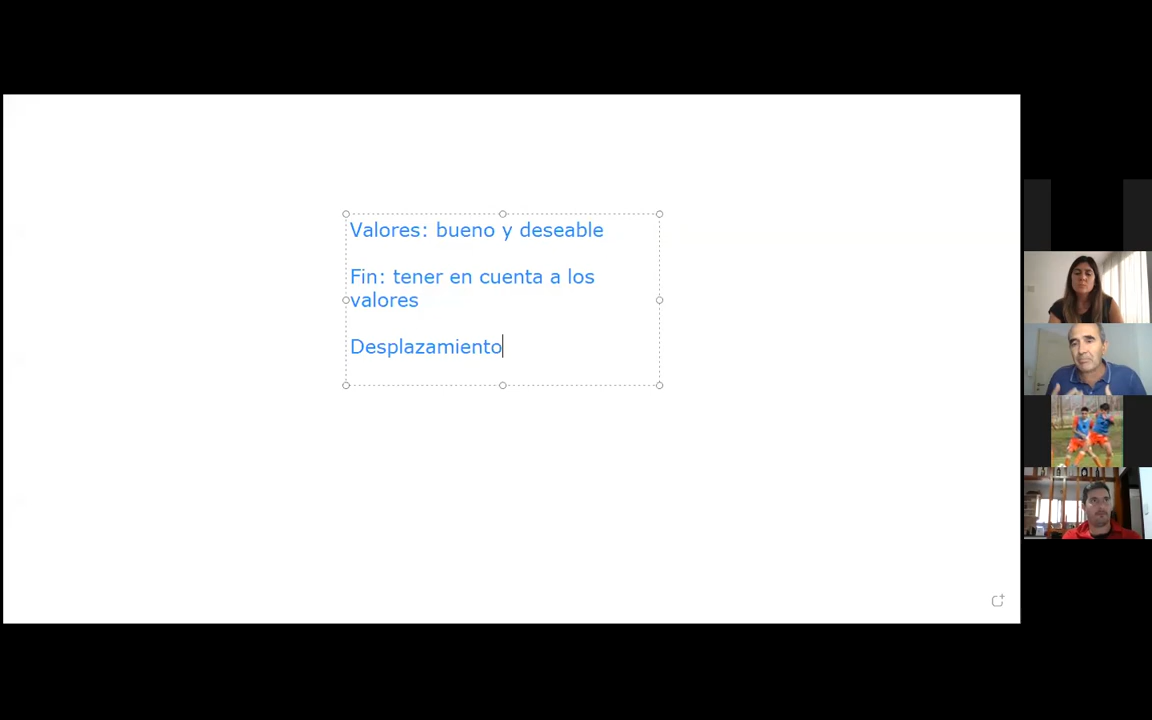 Valores: bueno y deseable
Fin: tener en cuenta a los
valores
Desplazamiento